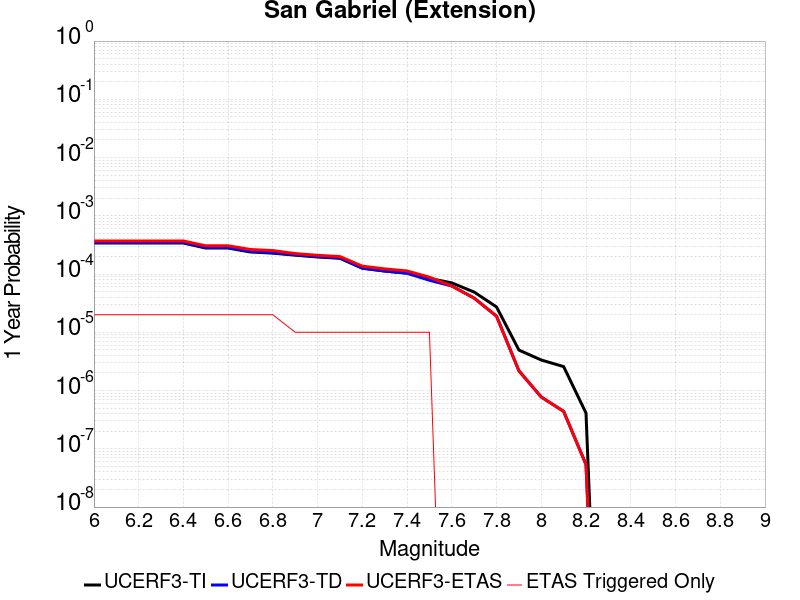 San Gabriel (Extension)
10^0
10^-1
10^-2
10^-3
10^-4
10^-5
10^-6
10^-7
10^-8
1 Year Probability
6 6.2 6.4 6.6 6.8 7 7.2 7.4 7.6 7.8 8 8.2 8.4 8.6 8.8 9
Magnitude
UCERF3-TI UCERF3-TD UCERF3-ETAS ETAS Triggered Only